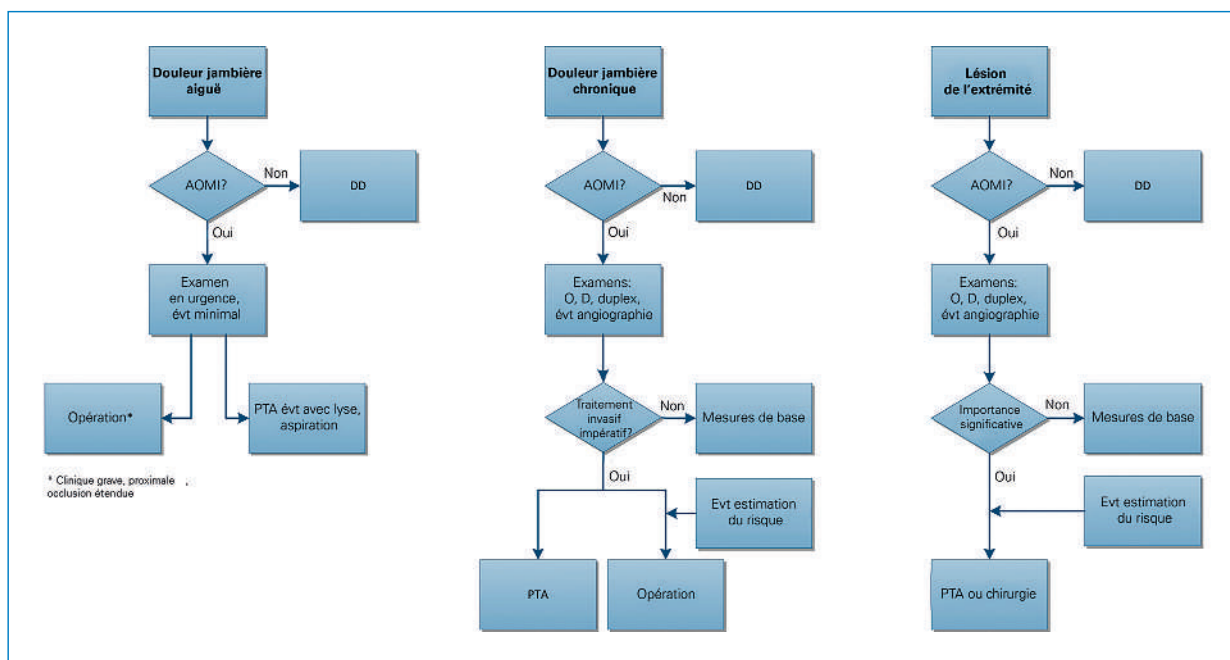 Douleur jambière
aiguë
AOMI?
Non
DD
Oui
Examen
en urgence,
évt minimal
Opération*
PTA évt avec lyse,
aspiration
* Clinique grave, proximale ,
occlusion étendue
Douleur jambière
chronique
AOMI?
Non
DD
Oui
Examens:
O, D, duplex,
évt angiographie
Traitement
invasif
impératif?
Non
Mesures de base
Oui
Evt estimation
du risque
PTA
Opération
Lésion
de l'extrémité
AOMI?
Non
DD
Oui
Examens:
O, D, duplex,
évt angiographie
Importance
significative
Non
Mesures de base
Oui
Evt estimation
du risque
PTA ou chirurgie